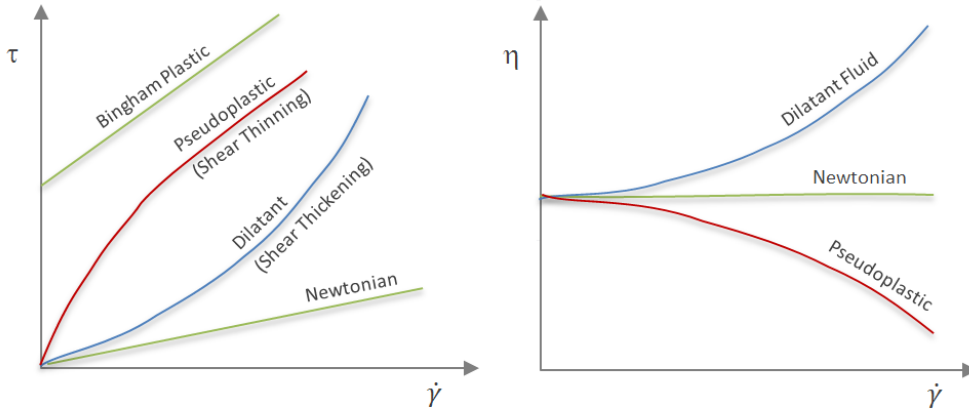 τ
Bingham Plastic
Pseudoplastic
(Shear Thinning)
Dilatant
(Shear Thickening)
Newtonian
γ̇
η
Dilatant Fluid
Newtonian
Pseudoplastic
γ̇